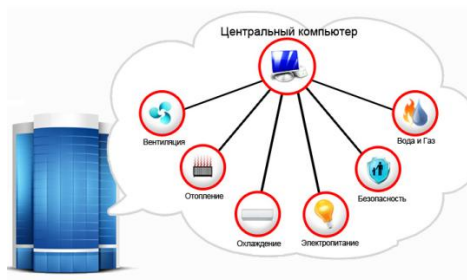 Центральный компьютер
Вентиляция
Отопление
Охлаждение
Электропитание
Безопасность
Вода и Газ